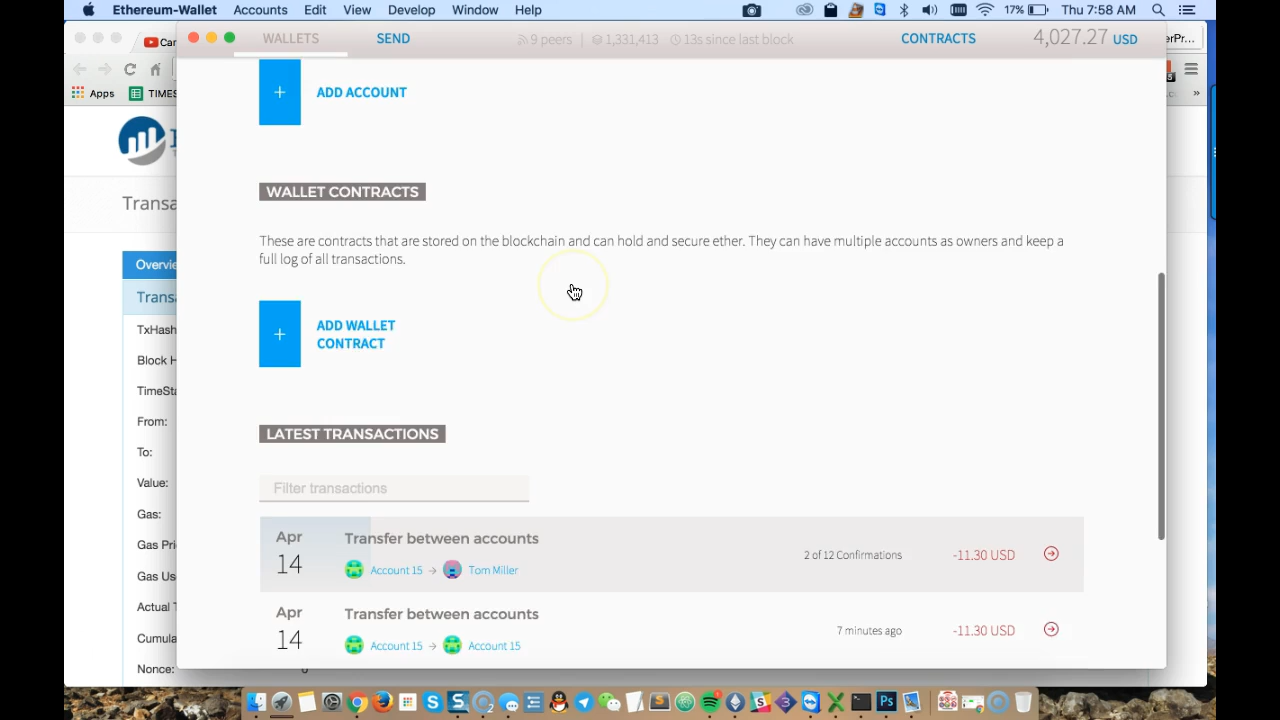 Ethereum-Wallet Accounts Edit View Develop Window Help 17% Thu 7:58 AM
WALLETS SEND 9 peers 1,331,413 13s since last block CONTRACTS 4,027.27 USD
Apps TIMES
+ ADD ACCOUNT
WALLET CONTRACTS
Transa
These are contracts that are stored on the blockchain and can hold and secure ether. They can have multiple accounts as owners and keep a
full log of all transactions.
Overvie
Transa
TxHash
+ ADD WALLET
CONTRACT
Block H
TimeSta
From:
To:
Value:
Gas:
Gas Pri
Gas Us
Actual T
Cumula
Nonce:
LATEST TRANSACTIONS
Filter transactions
Apr
14
Transfer between accounts
Account 15 → Tom Miller
2 of 12 Confirmations
-11.30 USD
Apr
14
Transfer between accounts
Account 15 → Account 15
7 minutes ago
-11.30 USD